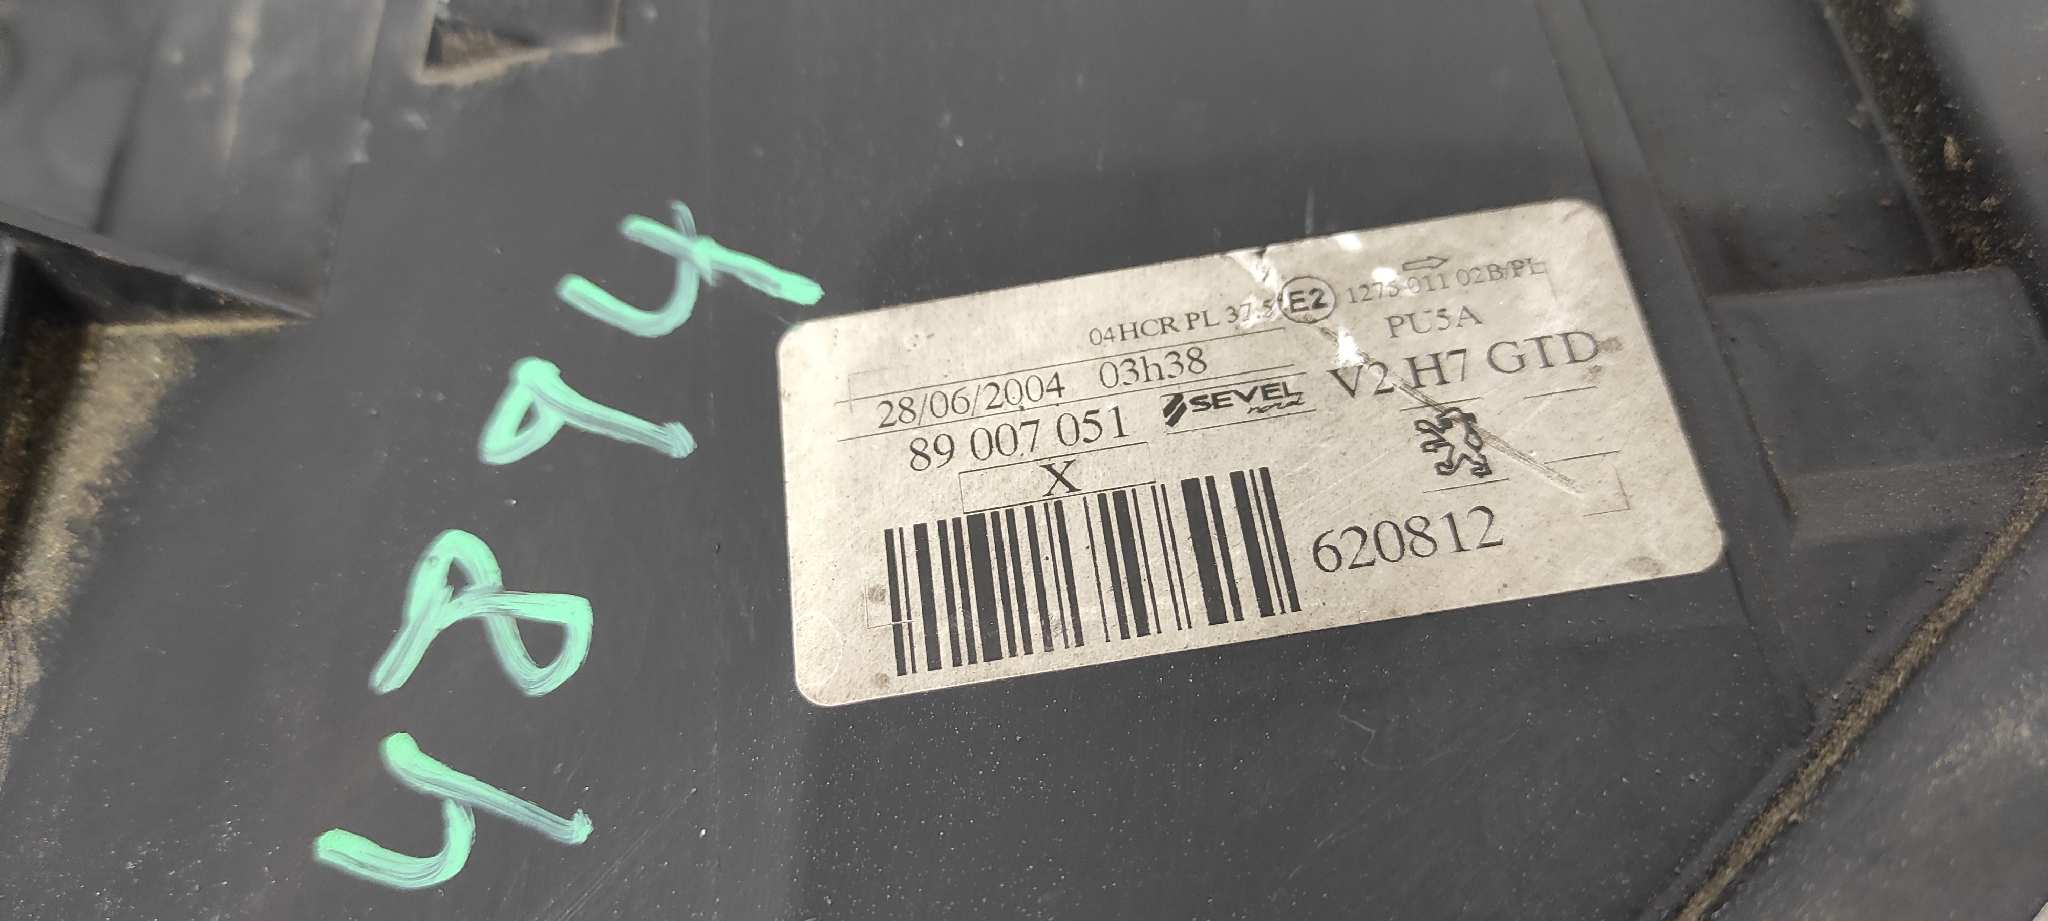 4894
04HCR PL 37.5 E2 1275 011 02B/PL
PU5A
28/06/2004 03h38
89 007 051 SEVEL V2 H7 GTD
X
620812